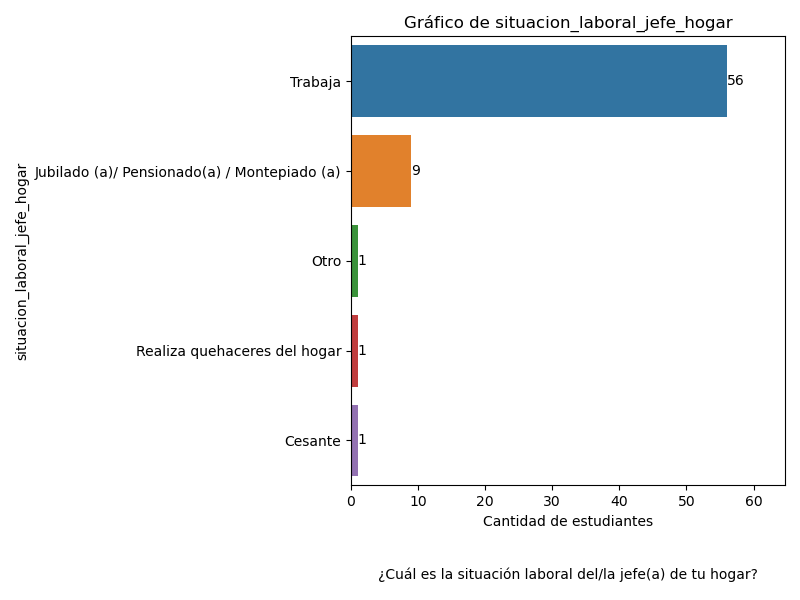 Gráfico de situacion_laboral_jefe_hogar
situacion_laboral_jefe_hogar
Trabaja
56
Jubilado (a)/ Pensionado(a) / Montepiado (a)
9
Otro
1
Realiza quehaceres del hogar
1
Cesante
1
0 10 20 30 40 50 60
Cantidad de estudiantes
¿Cuál es la situación laboral del/la jefe(a) de tu hogar?